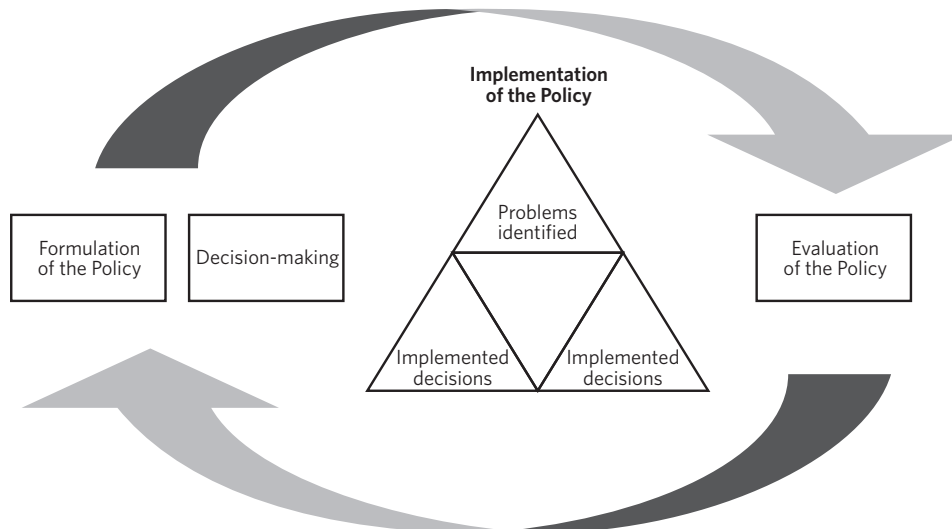 Implementation
of the Policy
Formulation
of the Policy
Decision-making
Problems
identified
Implemented
decisions
Implemented
decisions
Evaluation
of the Policy